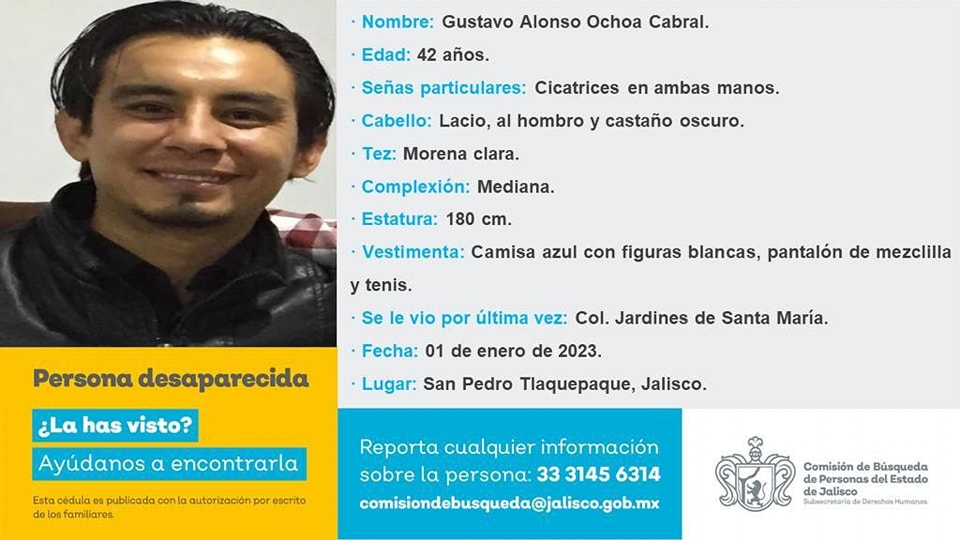 · Nombre: Gustavo Alonso Ochoa Cabral.
· Edad: 42 años.
· Señas particulares: Cicatrices en ambas manos.
· Cabello: Lacio, al hombro y castaño oscuro.
· Tez: Morena clara.
· Complexión: Mediana.
· Estatura: 180 cm.
· Vestimenta: Camisa azul con figuras blancas, pantalón de mezclilla
y tenis.
· Se le vio por última vez: Col. Jardines de Santa María.
· Fecha: 01 de enero de 2023.
· Lugar: San Pedro Tlaquepaque, Jalisco.
Persona desaparecida
¿La has visto?
Ayúdanos a encontrarla
Esta cédula es publicada con la autorización por escrito
de los familiares.
Reporta cualquier información
sobre la persona: 33 3145 6314
comisiondebusqueda@jalisco.gob.mx
Comisión de Búsqueda
de Personas del Estado
de Jalisco
Subsecretaría de Derechos Humanos